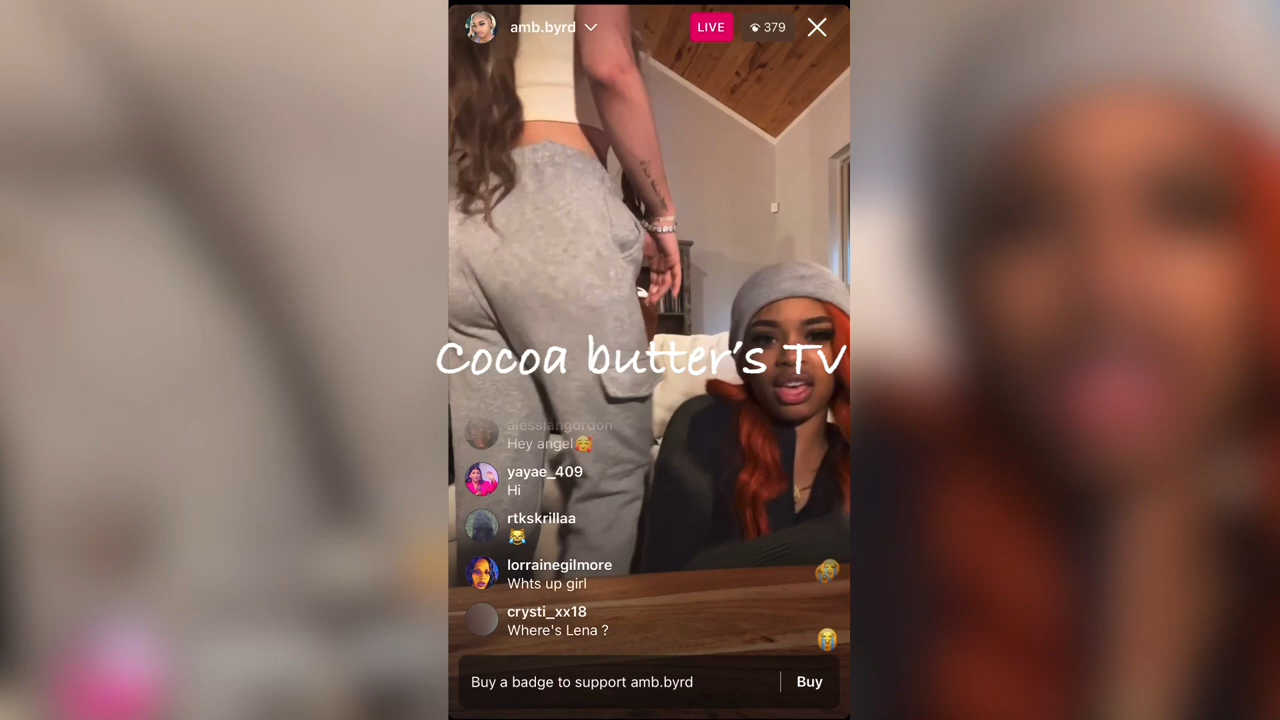 amb.byrd
LIVE
379
Cocoa butter's TV
alessiangordon
Hey angel🥰
yayae_409
Hi
rtkskrillaa
😹
lorrainegilmore
Whts up girl
crysti_xx18
Where's Lena ?
Buy a badge to support amb.byrd
Buy